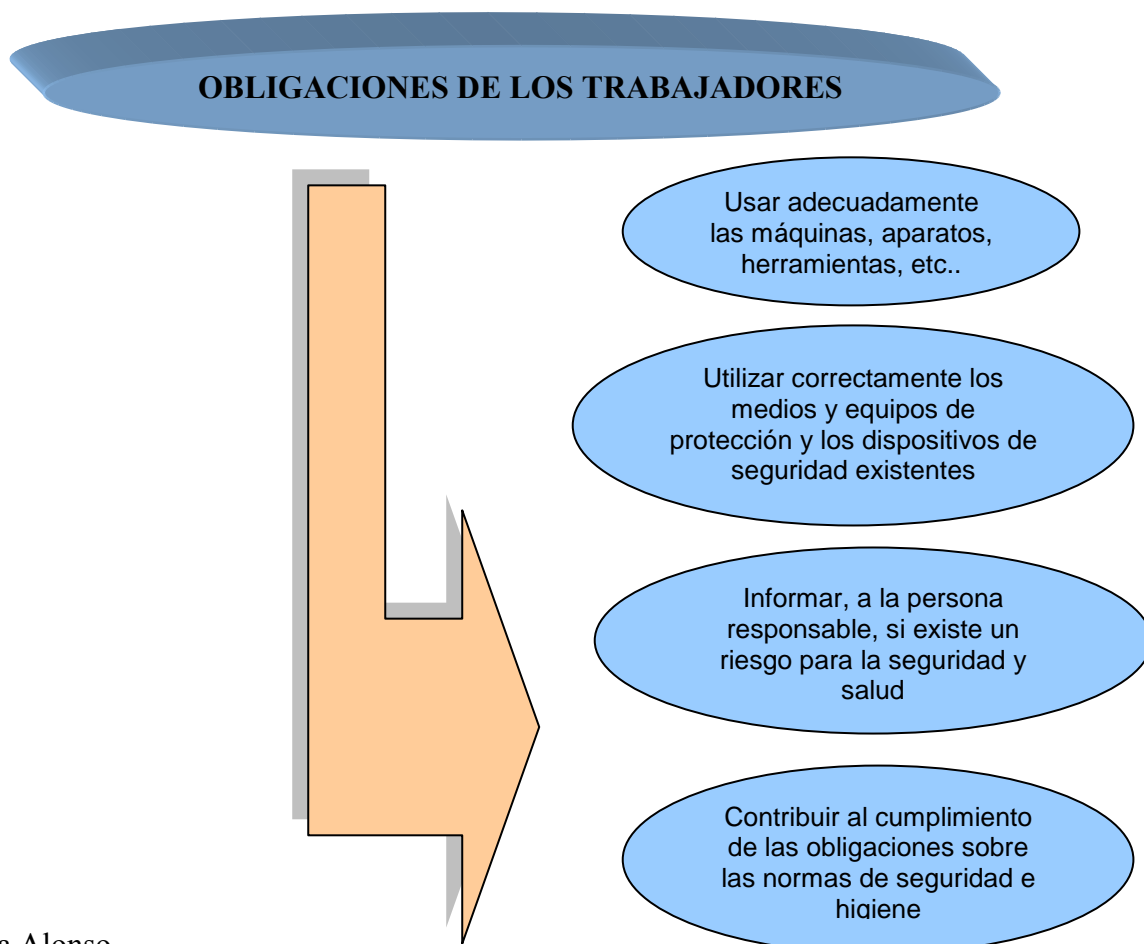 OBLIGACIONES DE LOS TRABAJADORES
Usar adecuadamente
las máquinas, aparatos,
herramientas, etc..
Utilizar correctamente los
medios y equipos de
protección y los dispositivos de
seguridad existentes
Informar, a la persona
responsable, si existe un
riesgo para la seguridad y
salud
Contribuir al cumplimiento
de las obligaciones sobre
las normas de seguridad e
higiene
a Alonso